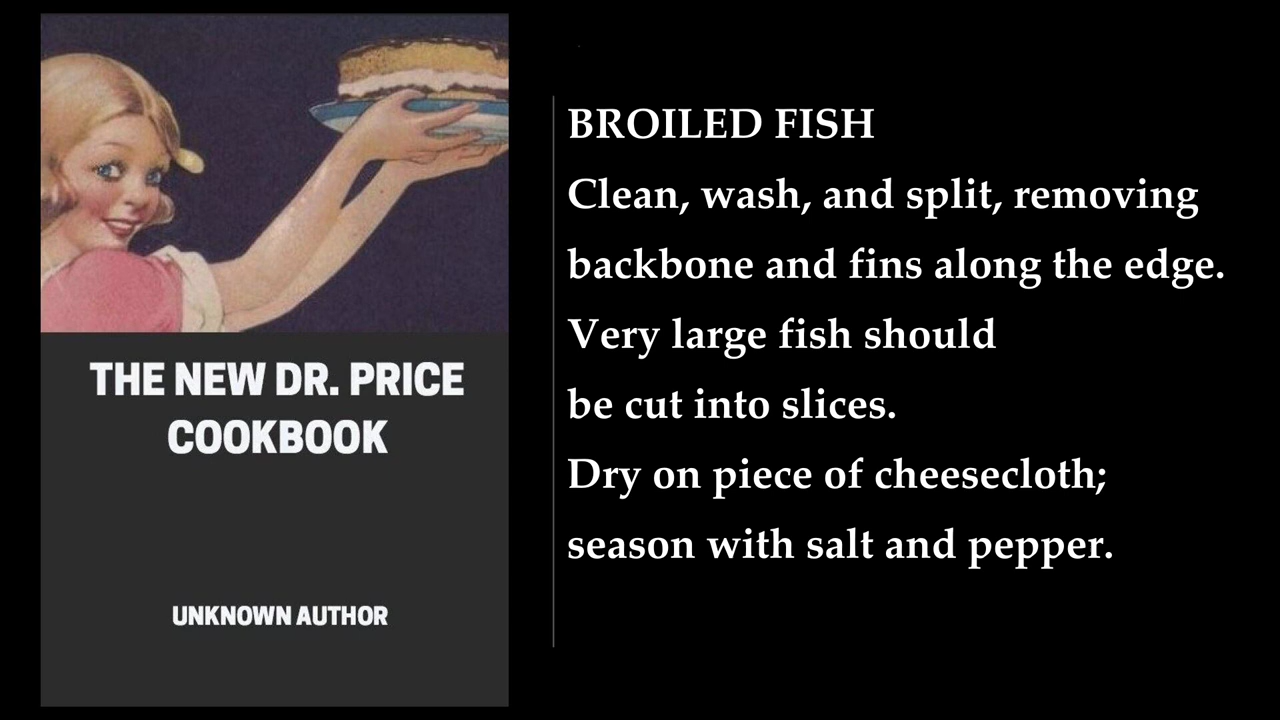 THE NEW DR. PRICE
COOKBOOK
UNKNOWN AUTHOR
BROILED FISH
Clean, wash, and split, removing
backbone and fins along the edge.
Very large fish should
be cut into slices.
Dry on piece of cheesecloth;
season with salt and pepper.